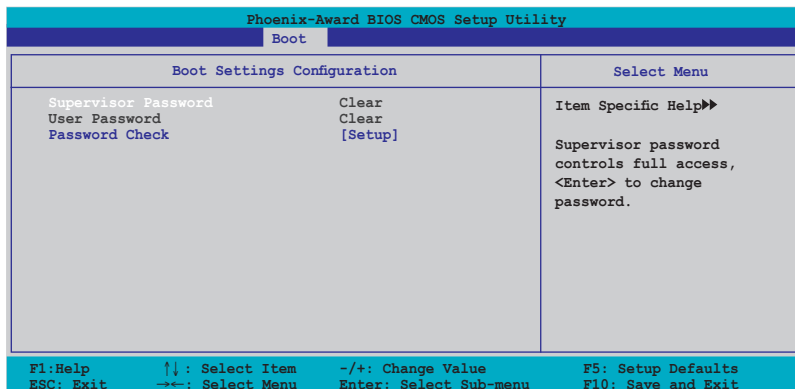 Phoenix-Award BIOS CMOS Setup Utility
Boot
Boot Settings Configuration
Select Menu
Supervisor Password Clear
User Password Clear
Password Check [Setup]
Item Specific Help▶▶
Supervisor password
controls full access,
<Enter> to change
password.
F1:Help ↑↓: Select Item -/+: Change Value F5: Setup Defaults
ESC: Exit →←: Select Menu Enter: Select Sub-menu F10: Save and Exit